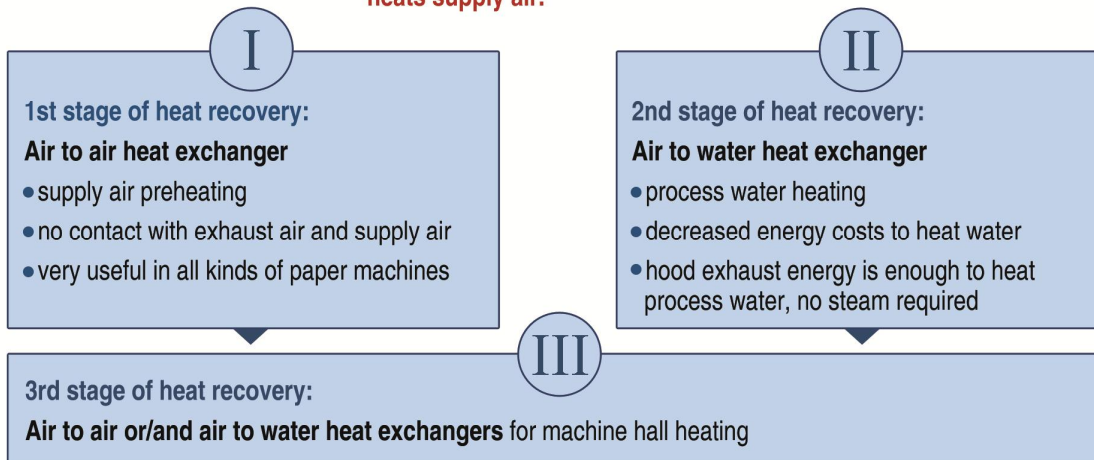 heats supply air.
I
1st stage of heat recovery:
Air to air heat exchanger
• supply air preheating
• no contact with exhaust air and supply air
• very useful in all kinds of paper machines
II
2nd stage of heat recovery:
Air to water heat exchanger
• process water heating
• decreased energy costs to heat water
• hood exhaust energy is enough to heat
process water, no steam required
III
3rd stage of heat recovery:
Air to air or/and air to water heat exchangers for machine hall heating